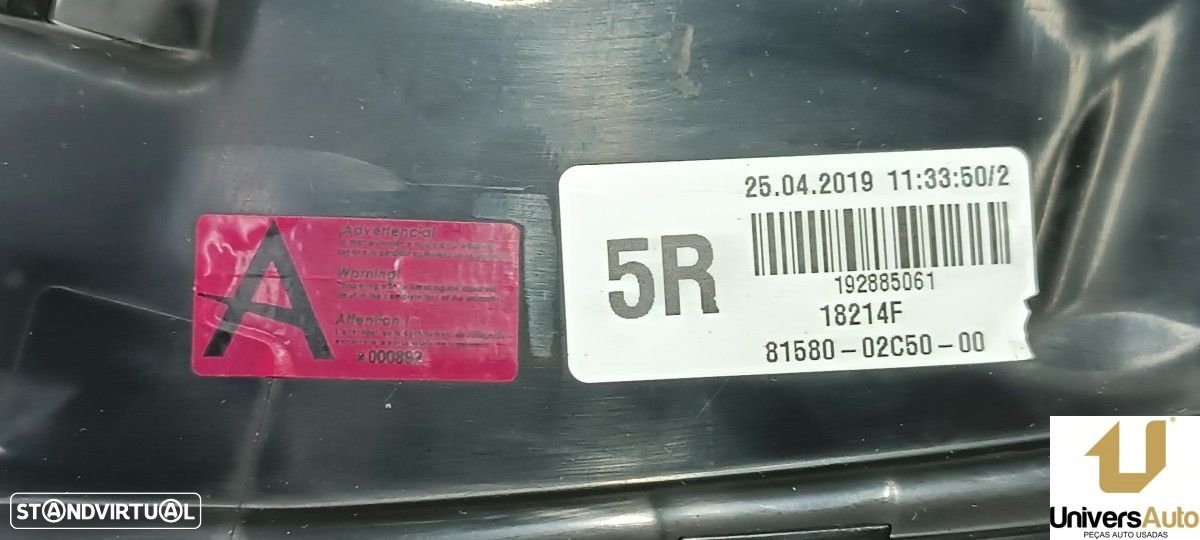 A
¡Advertencia!
Warning!
Attention!
#000892
25.04.2019 11:33:50/2
5R
192885061
18214F
81580-02C50-00
STANDVIRTUAL
UniversAuto
PEÇAS AUTO USADAS